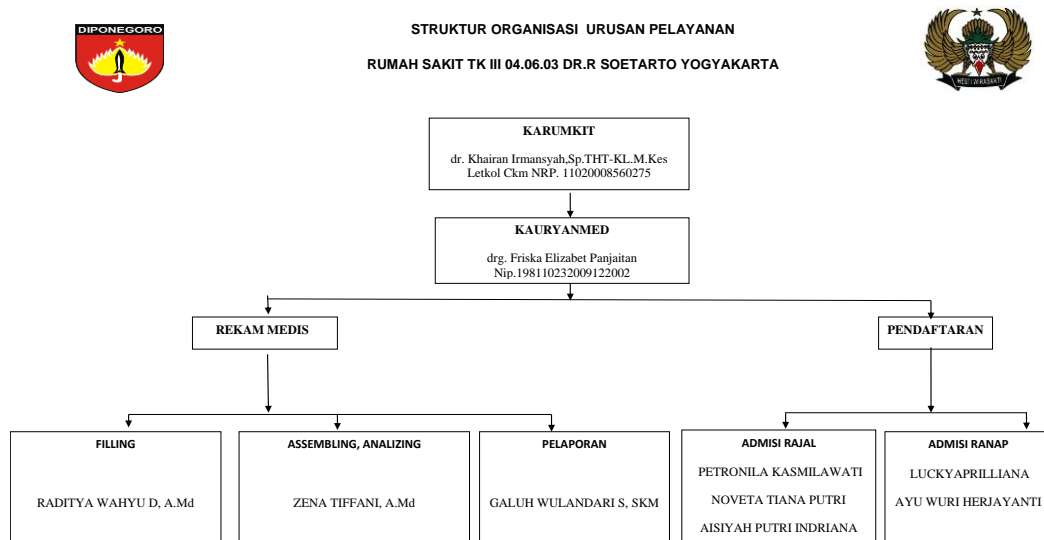 DIPONEGORO
STRUKTUR ORGANISASI URUSAN PELAYANAN
RUMAH SAKIT TK III 04.06.03 DR.R SOETARTO YOGYAKARTA
HESTI WIRASAKTI
KARUMKIT
dr. Khairan Irmansyah,Sp.THT-KL.M.Kes
Letkol Ckm NRP. 11020008560275
KAURYANMED
drg. Friska Elizabet Panjaitan
Nip.198110232009122002
REKAM MEDIS
PENDAFTARAN
FILLING
RADITYA WAHYU D, A.Md
ASSEMBLING, ANALIZING
ZENA TIFFANI, A.Md
PELAPORAN
GALUH WULANDARI S, SKM
ADMISI RAJAL
PETRONILA KASMILAWATI
NOVETA TIANA PUTRI
AISIYAH PUTRI INDRIANA
ADMISI RANAP
LUCKYAPRILLIANA
AYU WURI HERJAYANTI